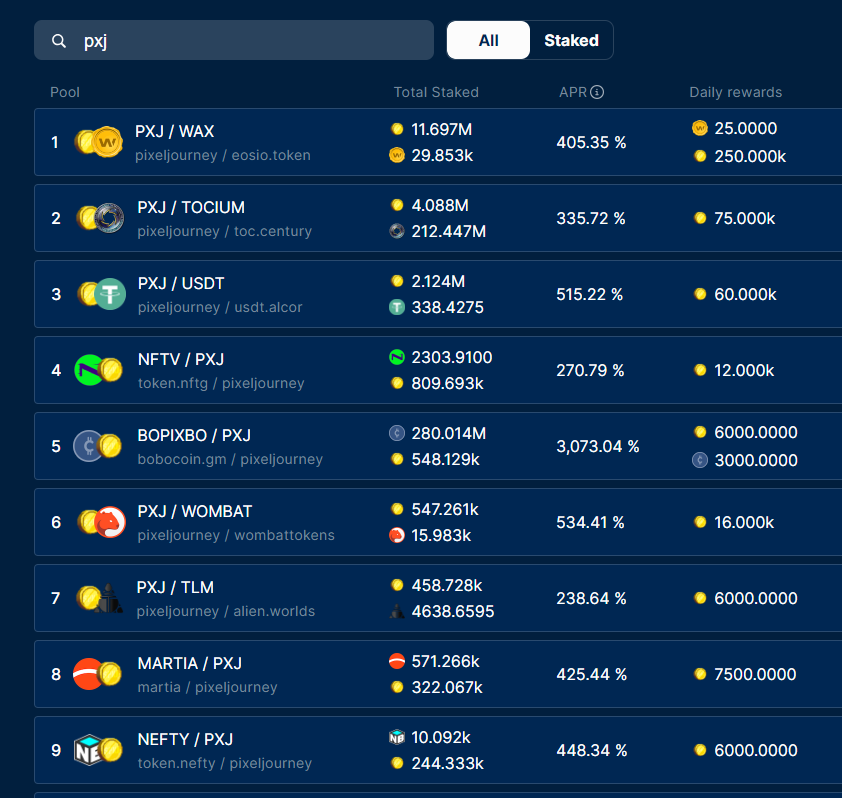 pxj
All Staked
Pool Total Staked APR Daily rewards
1 PXJ / WAX 11.697M 405.35 % 25.0000
pixeljourney / eosio.token 29.853k 250.000k
2 PXJ / TOCIUM 4.088M 335.72 % 75.000k
pixeljourney / toc.century 212.447M
3 PXJ / USDT 2.124M 515.22 % 60.000k
pixeljourney / usdt.alcor 338.4275
4 NFTV / PXJ 2303.9100 270.79 % 12.000k
token.nftg / pixeljourney 809.693k
5 BOPIXBO / PXJ 280.014M 3,073.04 % 6000.0000
bobocoin.gm / pixeljourney 548.129k 3000.0000
6 PXJ / WOMBAT 547.261k 534.41 % 16.000k
pixeljourney / wombattokens 15.983k
7 PXJ / TLM 458.728k 238.64 % 6000.0000
pixeljourney / alien.worlds 4638.6595
8 MARTIA / PXJ 571.266k 425.44 % 7500.0000
martia / pixeljourney 322.067k
9 NEFTY / PXJ 10.092k 448.34 % 6000.0000
token.nefty / pixeljourney 244.333k